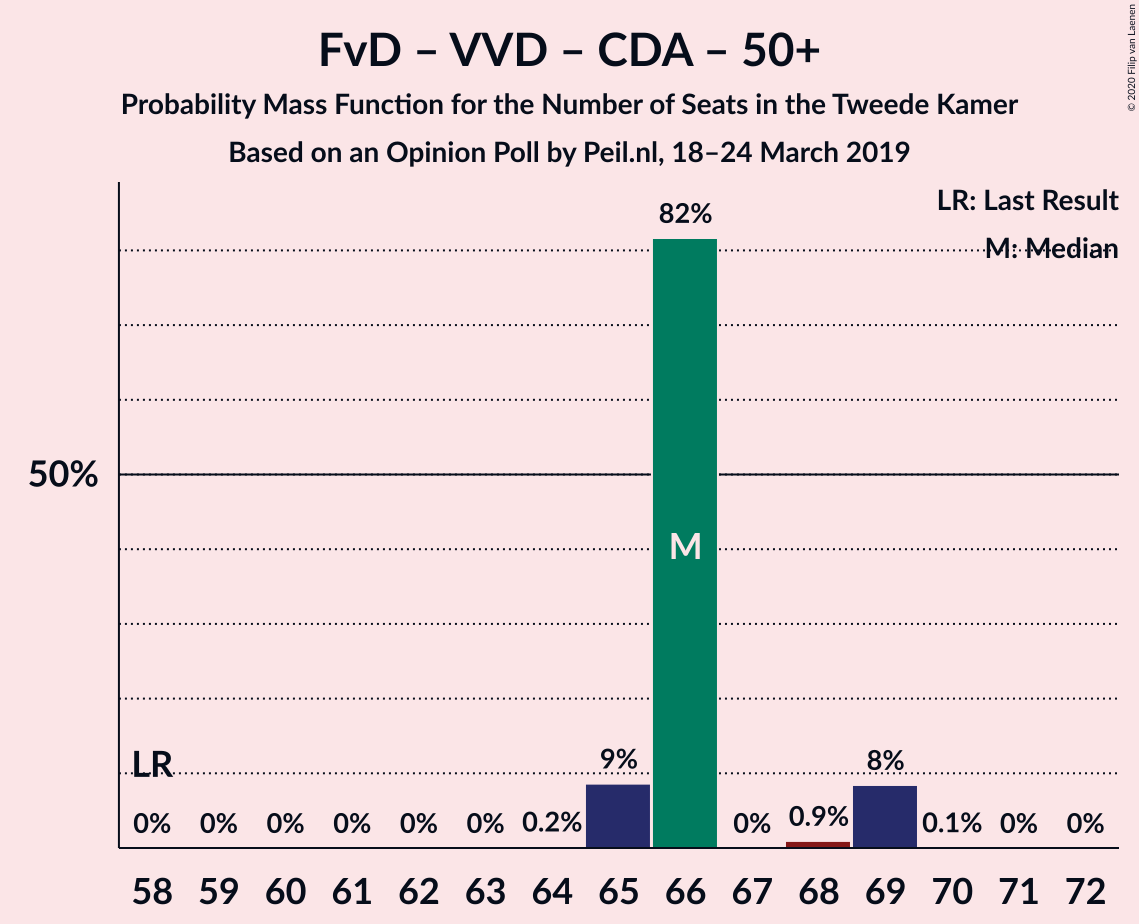 FvD – VVD – CDA – 50+
Probability Mass Function for the Number of Seats in the Tweede Kamer
Based on an Opinion Poll by Peil.nl, 18–24 March 2019
© 2020 Filip van Laenen
LR: Last Result
M: Median
82%
50%
M
LR
9%
8%
0% 0% 0% 0% 0% 0% 0.2% 0% 0.9% 0.1% 0% 0%
58 59 60 61 62 63 64 65 66 67 68 69 70 71 72